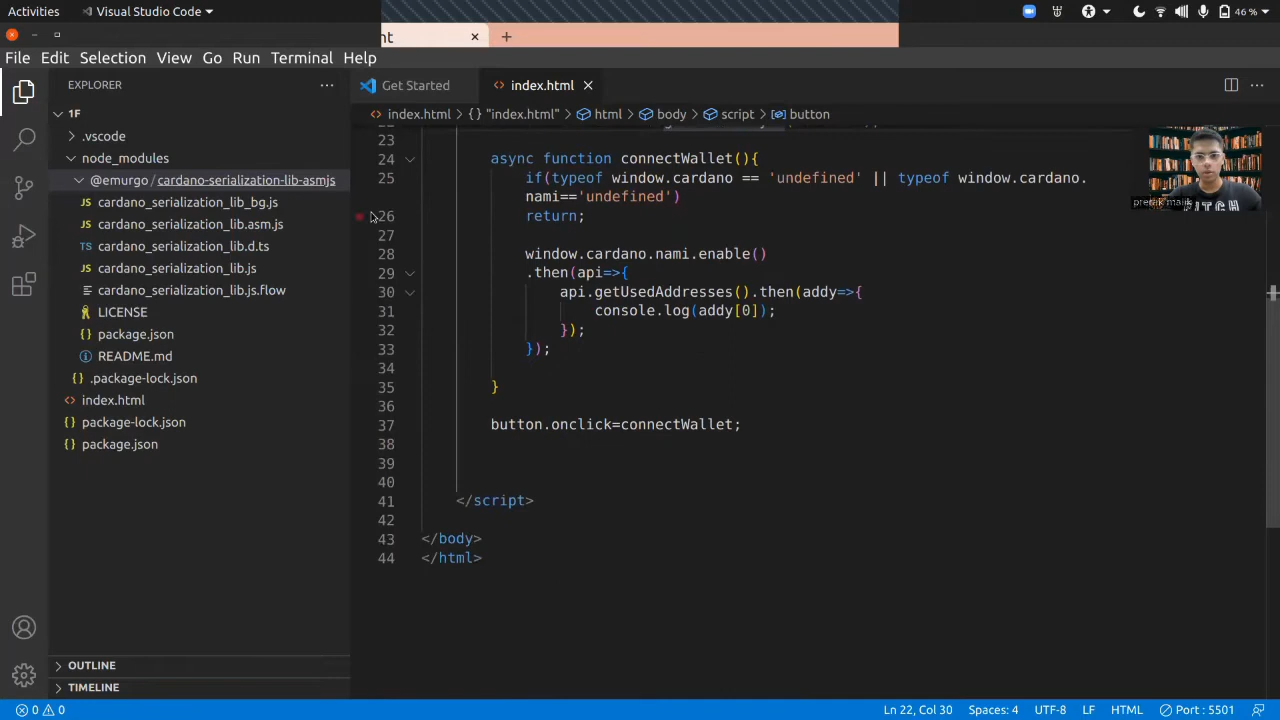 Activities
Visual Studio Code
46 %
nt
File Edit Selection View Go Run Terminal Help
EXPLORER
Get Started
index.html
1F
index.html > {} "index.html" > html > body > script > button
.vscode
node_modules
@emurgo / cardano-serialization-lib-asmjs
JS cardano_serialization_lib_bg.js
JS cardano_serialization_lib.asm.js
TS cardano_serialization_lib.d.ts
JS cardano_serialization_lib.js
cardano_serialization_lib.js.flow
LICENSE
{} package.json
README.md
{} .package-lock.json
index.html
{} package-lock.json
{} package.json
23
24 async function connectWallet(){
25 if(typeof window.cardano == 'undefined' || typeof window.cardano.
nami=='undefined')
26 return;
27
28 window.cardano.nami.enable()
29 .then(api=>{
30 api.getUsedAddresses().then(addy=>{
31 console.log(addy[0]);
32 });
33 });
34
35 }
36
37 button.onclick=connectWallet;
38
39
40
41 </script>
42
43 </body>
44 </html>
OUTLINE
TIMELINE
0 0
Ln 22, Col 30
Spaces: 4
UTF-8
LF
HTML
Port : 5501